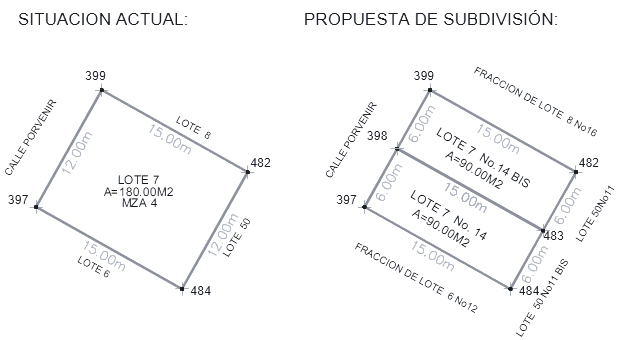 SITUACION ACTUAL:
399
CALLE PORVENIR
12.00m
LOTE 8
15.00m
482
LOTE 7
A=180.00M2
MZA 4
397
12.00m
LOTE 50
15.00m
LOTE 6
484
PROPUESTA DE SUBDIVISIÓN:
399
FRACCION DE LOTE 8 No16
CALLE PORVENIR
6.00m
15.00m
398
LOTE 7 No.14 BIS
A=90.00M2
482
6.00m
15.00m
6.00m
LOTE 50No11
397
LOTE 7 No. 14
A=90.00M2
483
15.00m
6.00m
FRACCION DE LOTE 6 No12
484
LOTE 50 No11 BIS